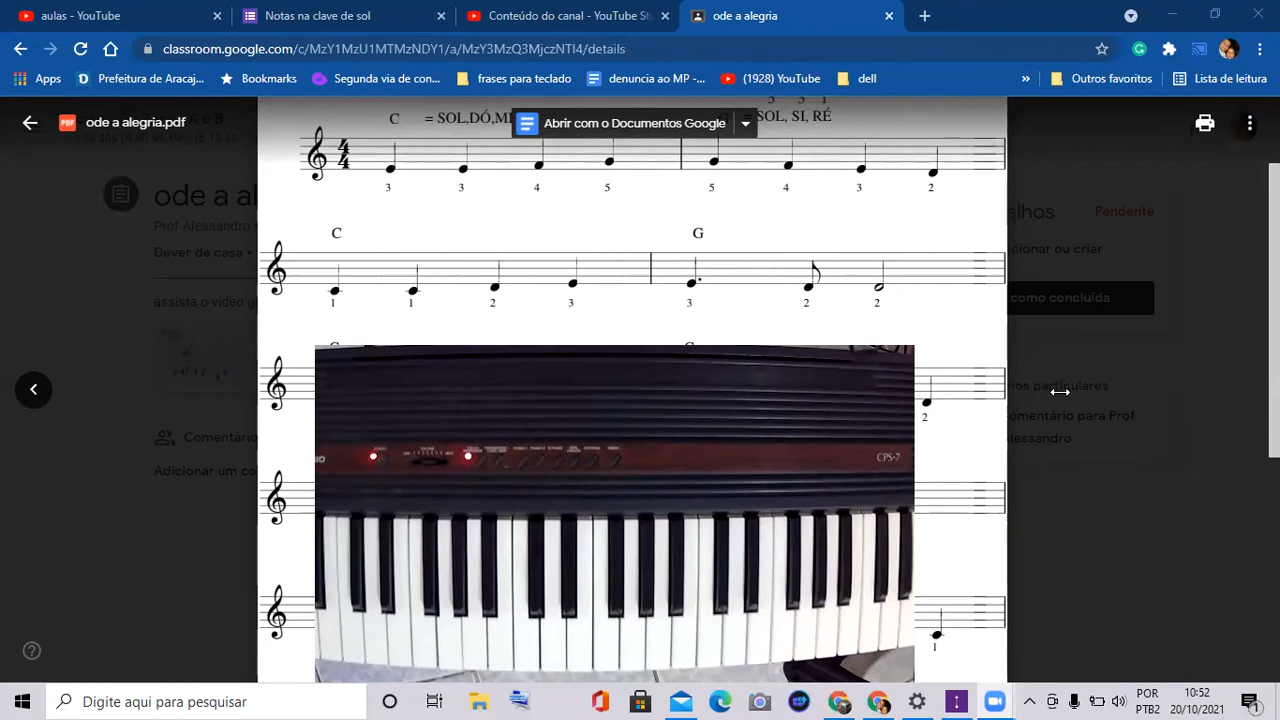 aulas - YouTube
Notas na clave de sol
Conteúdo do canal - YouTube St
ode a alegria
classroom.google.com/c/MzY1MzU1MTMzNDY1/a/MzY3MzQ3MjczNTI4/details
Apps
Prefeitura de Aracaj...
Bookmarks
Segunda via de con...
frases para teclado
denuncia ao MP -...
(1928) YouTube
dell
»
Outros favoritos
Lista de leitura
ode a alegria.pdf
Abrir com o Documentos Google
C = SOL,DÓ,MI
= SOL, SI, RÉ
3 3 4 5 5 4 3 2
ode a al
Prof Alessandro
Pendente
Dever de casa •
icionar ou criar
C G
assista o video
como concluída
1 1 2 3 3 2 2
os particulares
omentário para Prof
Alessandro
2
Comentário
Adicionar um co
CPS-7
1
Digite aqui para pesquisar
POR
PTB2
10:52
20/10/2021
1